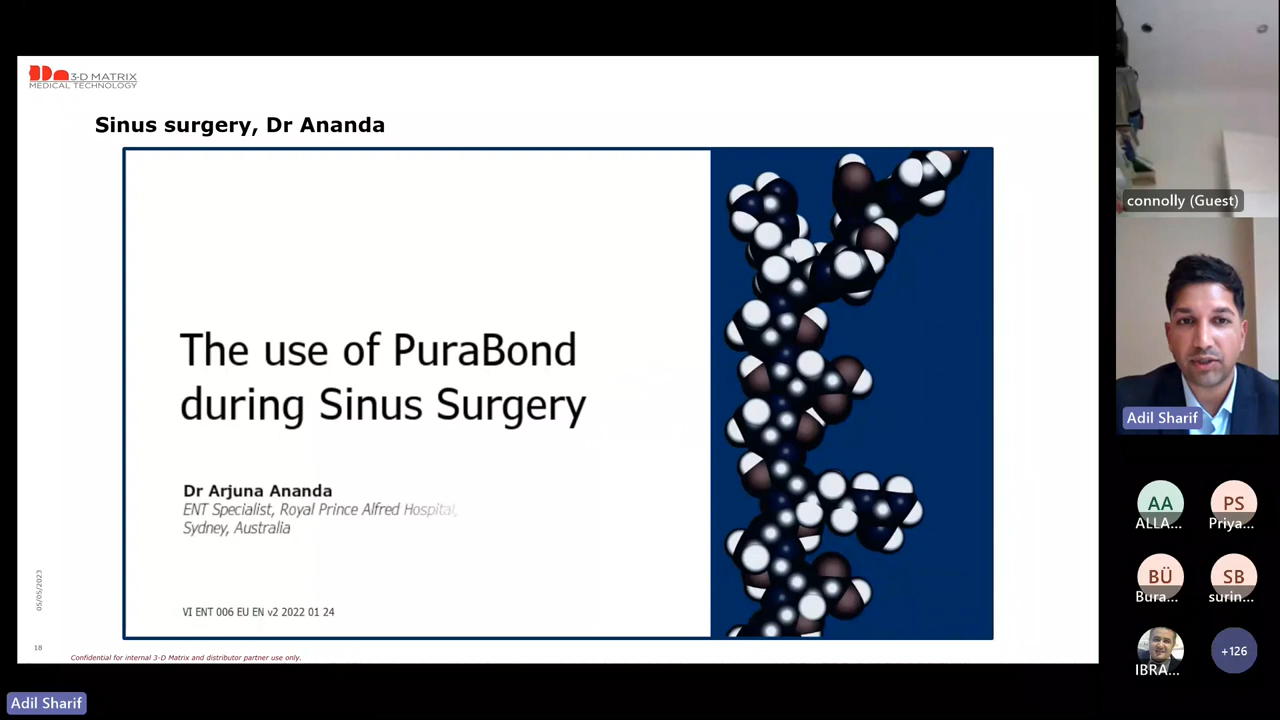 3-D MATRIX
MEDICAL TECHNOLOGY
Sinus surgery, Dr Ananda
The use of PuraBond
during Sinus Surgery
Dr Arjuna Ananda
ENT Specialist, Royal Prince Alfred Hospital,
Sydney, Australia
VI ENT 006 EU EN v2 2022 01 24
05/05/2023
18
Confidential for internal 3-D Matrix and distributor partner use only.
connolly (Guest)
Adil Sharif
AA
PS
ALLA...
Priya...
BÜ
SB
Bura...
surin...
IBRA...
+126
Adil Sharif